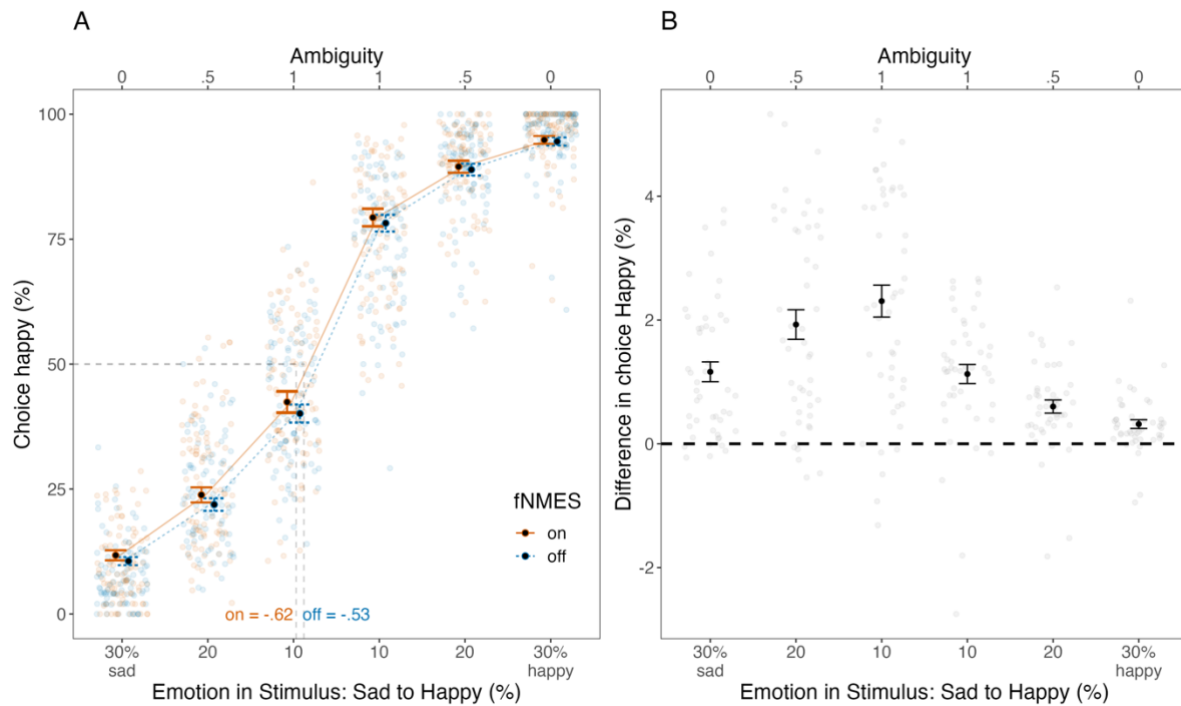 A
Ambiguity
0 .5 1 1 .5 0
100
75
50
25
0
Choice happy (%)
fNMES
on
off
on = -.62 off = -.53
30% sad 20 10 10 20 30% happy
Emotion in Stimulus: Sad to Happy (%)
B
Ambiguity
0 .5 1 1 .5 0
4
2
0
-2
Difference in choice Happy (%)
30% sad 20 10 10 20 30% happy
Emotion in Stimulus: Sad to Happy (%)